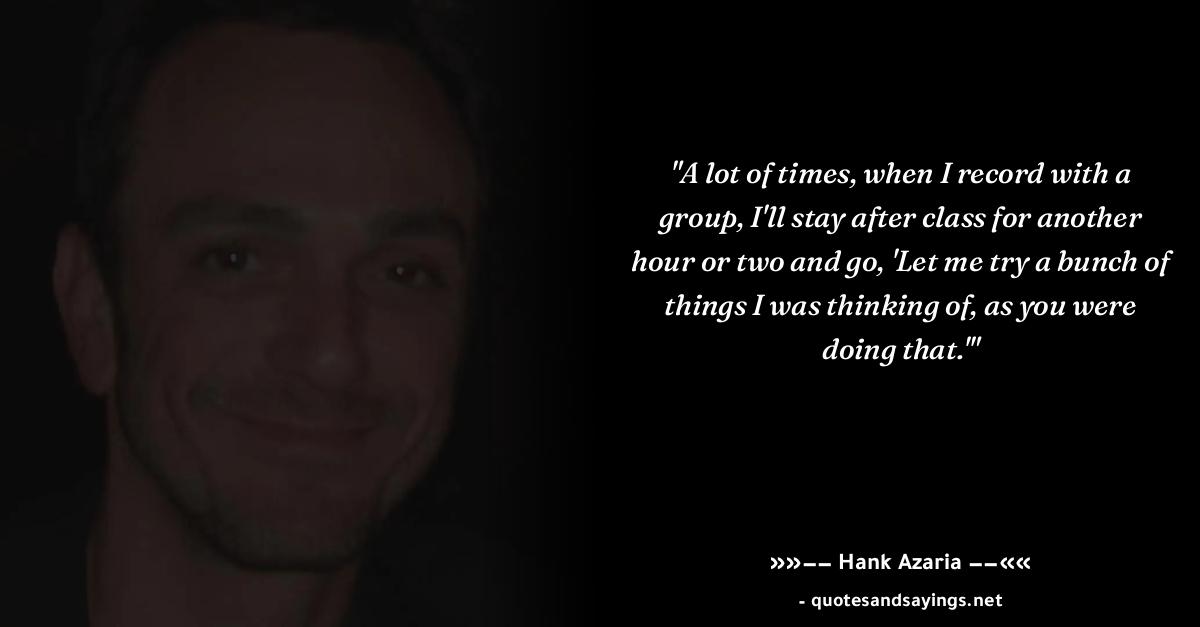 "A lot of times, when I record with a
group, I'll stay after class for another
hour or two and go, 'Let me try a bunch of
things I was thinking of, as you were
doing that.'"
»»−− Hank Azaria −−««
- quotesandsayings.net